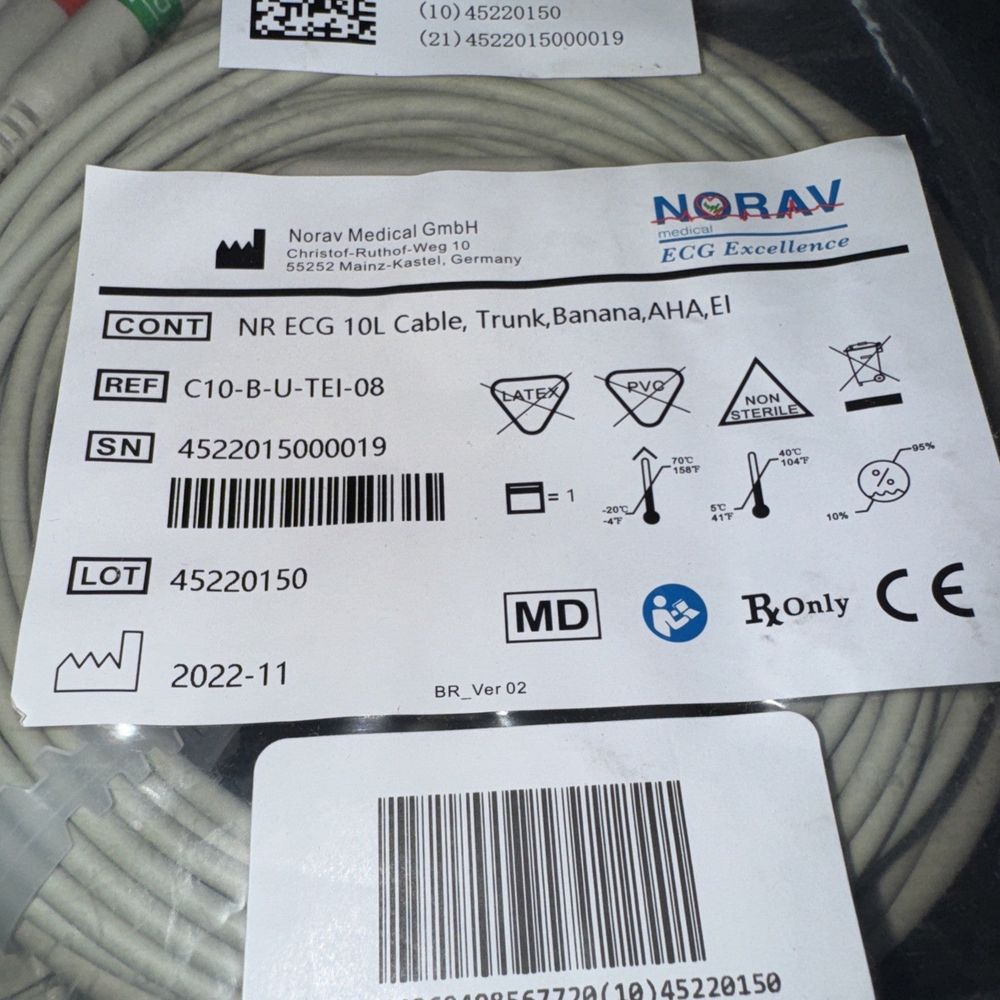 (10)45220150
(21)4522015000019
Norav Medical GmbH
Christof-Ruthof-Weg 10
55252 Mainz-Kastel, Germany
NORAV
medical
ECG Excellence
CONT NR ECG 10L Cable, Trunk,Banana,AHA,EI
REF C10-B-U-TEI-08
LATEX
PVC
NON
STERILE
SN 4522015000019
= 1
70℃
158℉
-20℃
-4℉
40℃
104℉
5℃
41℉
95%
%
10%
LOT 45220150
MD
Rx Only
CE
2022-11
BR_Ver 02
(10)45220150